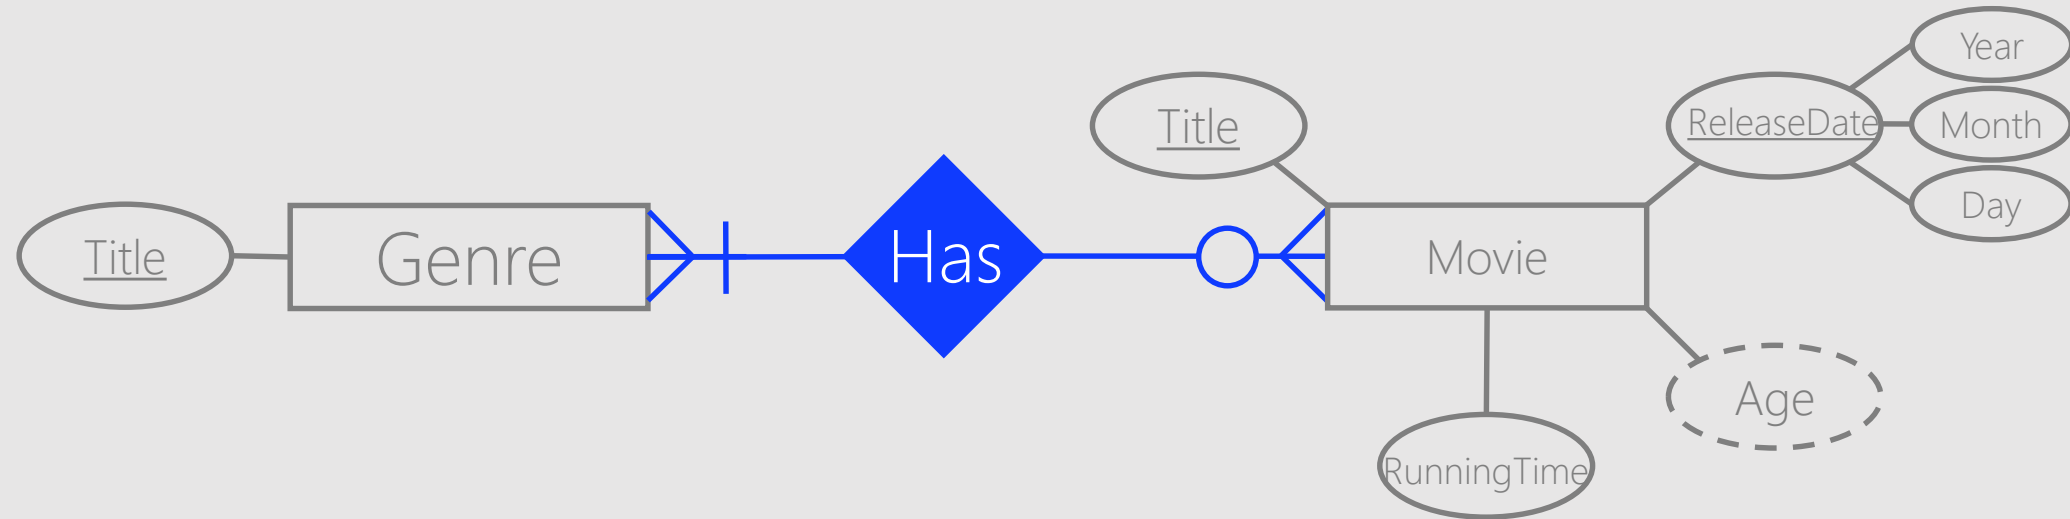 Title
Genre
Has
Title
Movie
ReleaseDate
Year
Month
Day
Age
RunningTime